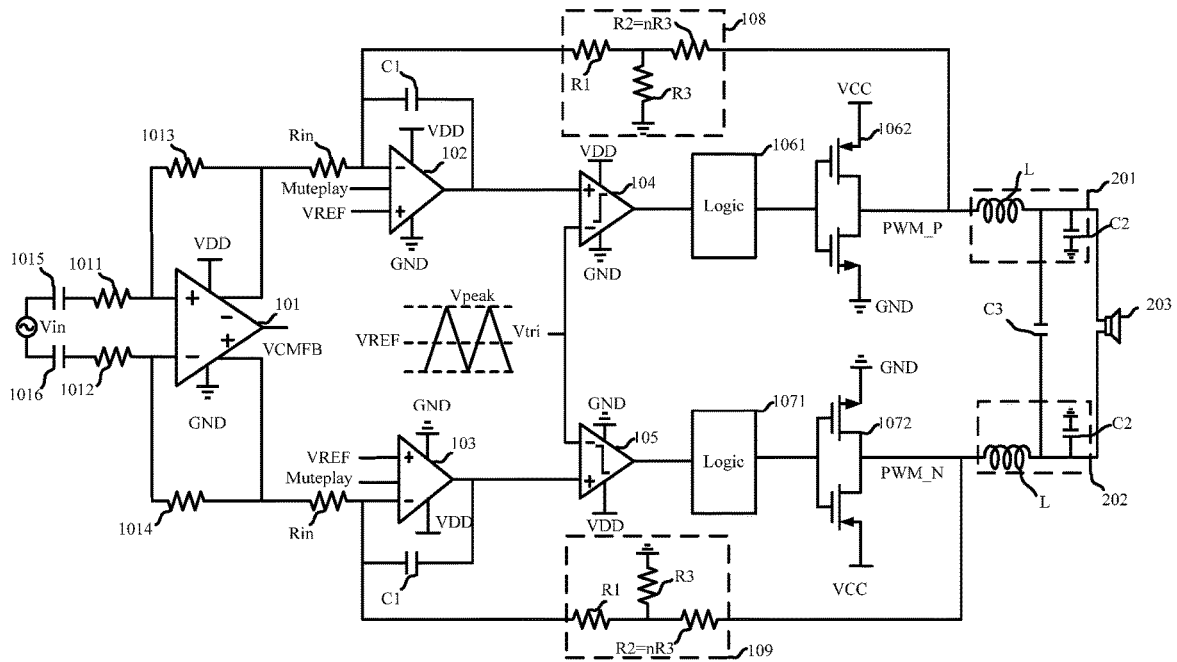 R2=nR3
108
C1
R1
R3
VCC
1013
Rin
VDD
102
VDD
1061
1062
Muteplay
VREF
104
Logic
L
201
PWM_P
C2
VDD
GND
GND
1015
1011
101
Vpeak
GND
C3
203
Vin
VREF
Vtri
VCMFB
1016
1012
GND
GND
GND
1071
GND
103
105
1072
C2
VREF
Muteplay
Logic
PWM_N
1014
Rin
VDD
VDD
L
202
C1
R1
R3
VCC
R2=nR3
109